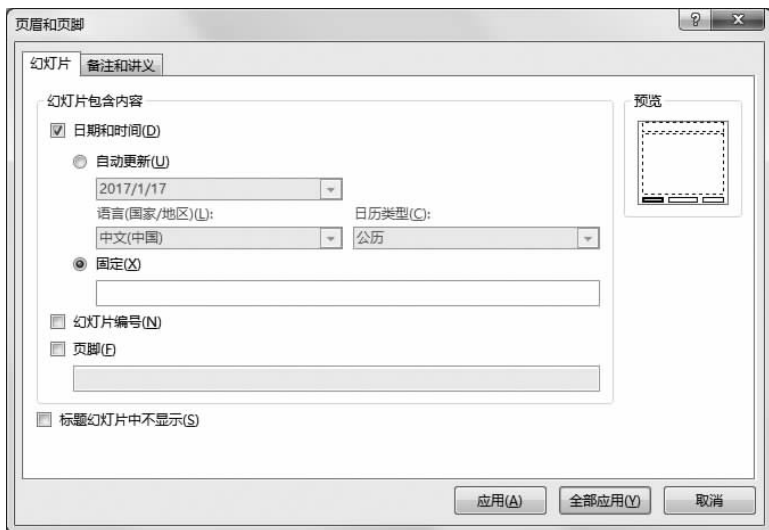 页眉和页脚
幻灯片 备注和讲义
幻灯片包含内容
预览
日期和时间(D)
自动更新(U)
2017/1/17
语言(国家/地区)(L): 日历类型(C):
中文(中国) 公历
固定(X)
幻灯片编号(N)
页脚(F)
标题幻灯片中不显示(S)
应用(A) 全部应用(Y) 取消